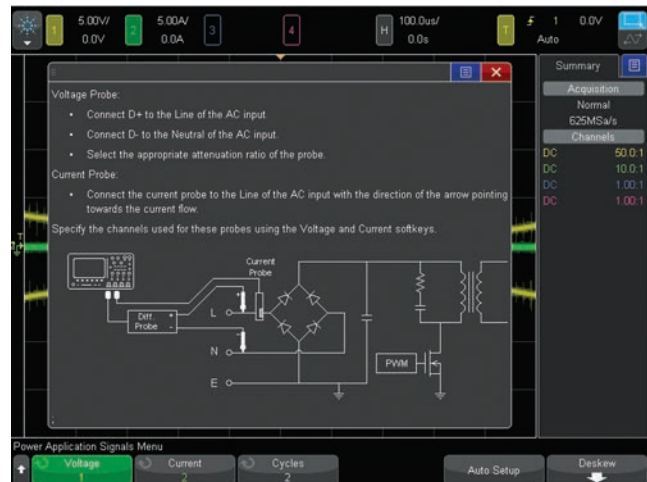 1 5.00V/ 0.0V 2 5.00A/ 0.0A 3 4 H 100.0us/ 0.0s T 1 0.0V Auto
Summary
Acquisition
Normal
625MSa/s
Channels
DC 50.0:1
DC 10.0:1
DC 1.00:1
DC 1.00:1
Voltage Probe:
• Connect D+ to the Line of the AC input.
• Connect D- to the Neutral of the AC input.
• Select the appropriate attenuation ratio of the probe.
Current Probe:
• Connect the current probe to the Line of the AC input with the direction of the arrow pointing
towards the current flow.
Specify the channels used for these probes using the Voltage and Current softkeys.
Current
Probe
Diff. +
Probe -
+
-
L
N
E
PWM
T
Power Application Signals Menu
Voltage
1
Current
2
Cycles
2
Auto Setup
Deskew